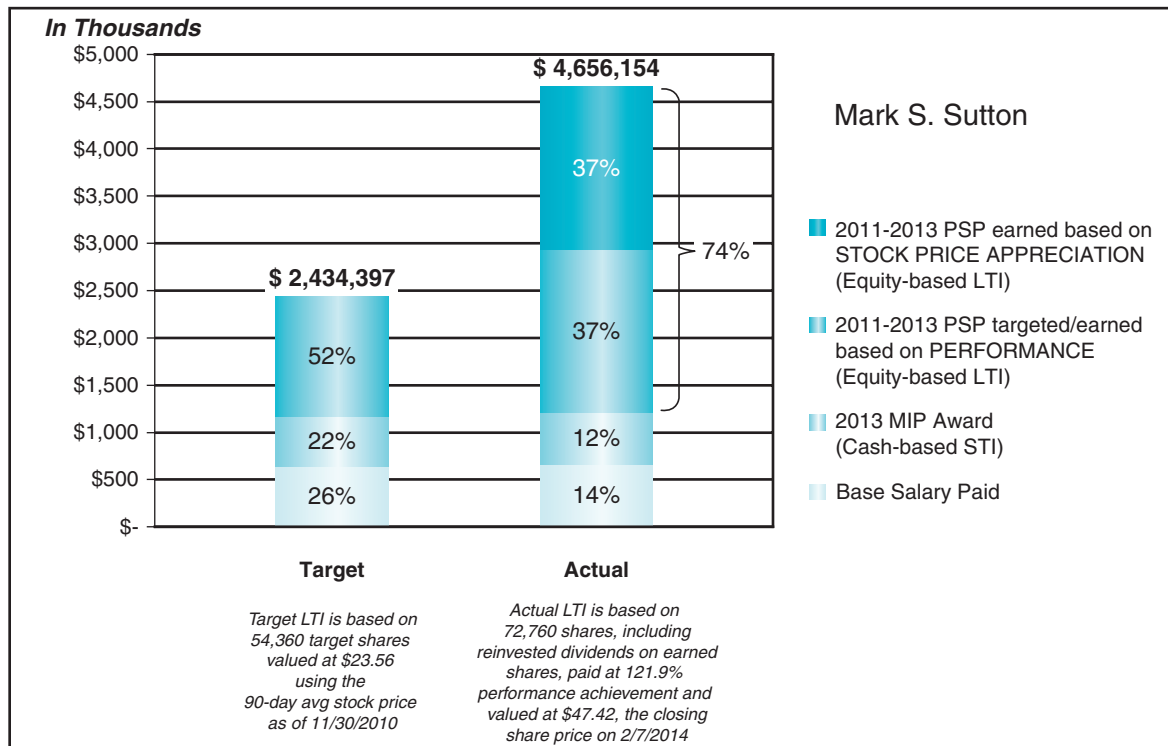 In Thousands
$5,000
$4,500
$4,000
$3,500
$3,000
$2,500
$2,000
$1,500
$1,000
$500
$-
$ 2,434,397
52%
22%
26%
$ 4,656,154
37%
37%
12%
14%
74%
Target
Target LTI is based on
54,360 target shares
valued at $23.56
using the
90-day avg stock price
as of 11/30/2010
Actual
Actual LTI is based on
72,760 shares, including
reinvested dividends on earned
shares, paid at 121.9%
performance achievement and
valued at $47.42, the closing
share price on 2/7/2014
Mark S. Sutton
2011-2013 PSP earned based on
STOCK PRICE APPRECIATION
(Equity-based LTI)
2011-2013 PSP targeted/earned
based on PERFORMANCE
(Equity-based LTI)
2013 MIP Award
(Cash-based STI)
Base Salary Paid